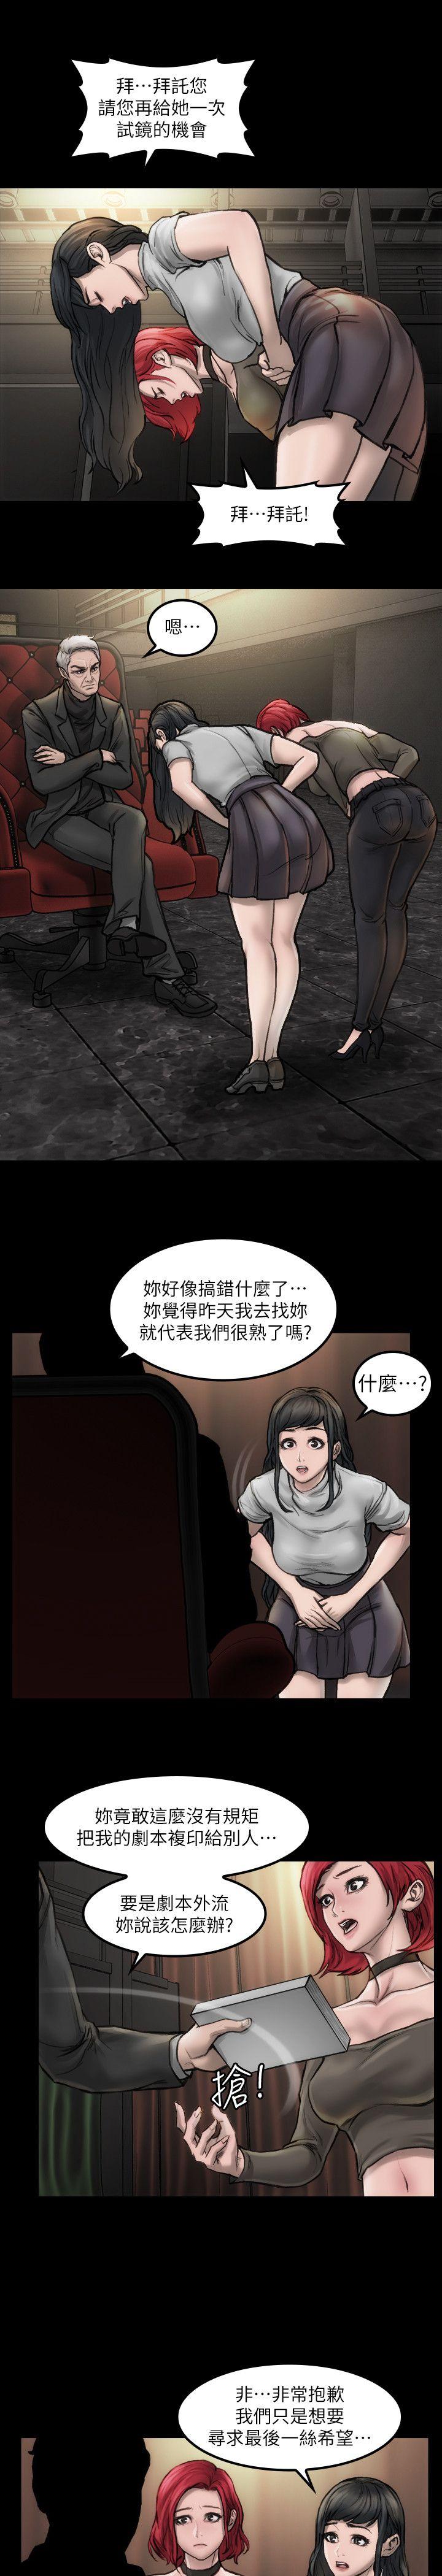 拜…拜託您
請您再給她一次
試鏡的機會
拜…拜託!
嗯…
妳好像搞錯什麼了…
妳覺得昨天我去找妳
就代表我們很熟了嗎?
什麼…?
妳竟敢這麼沒有規矩
把我的劇本複印給別人…
要是劇本外流
妳說該怎麼辦?
搶!
非…非常抱歉
我們只是想要
尋求最後一絲希望…